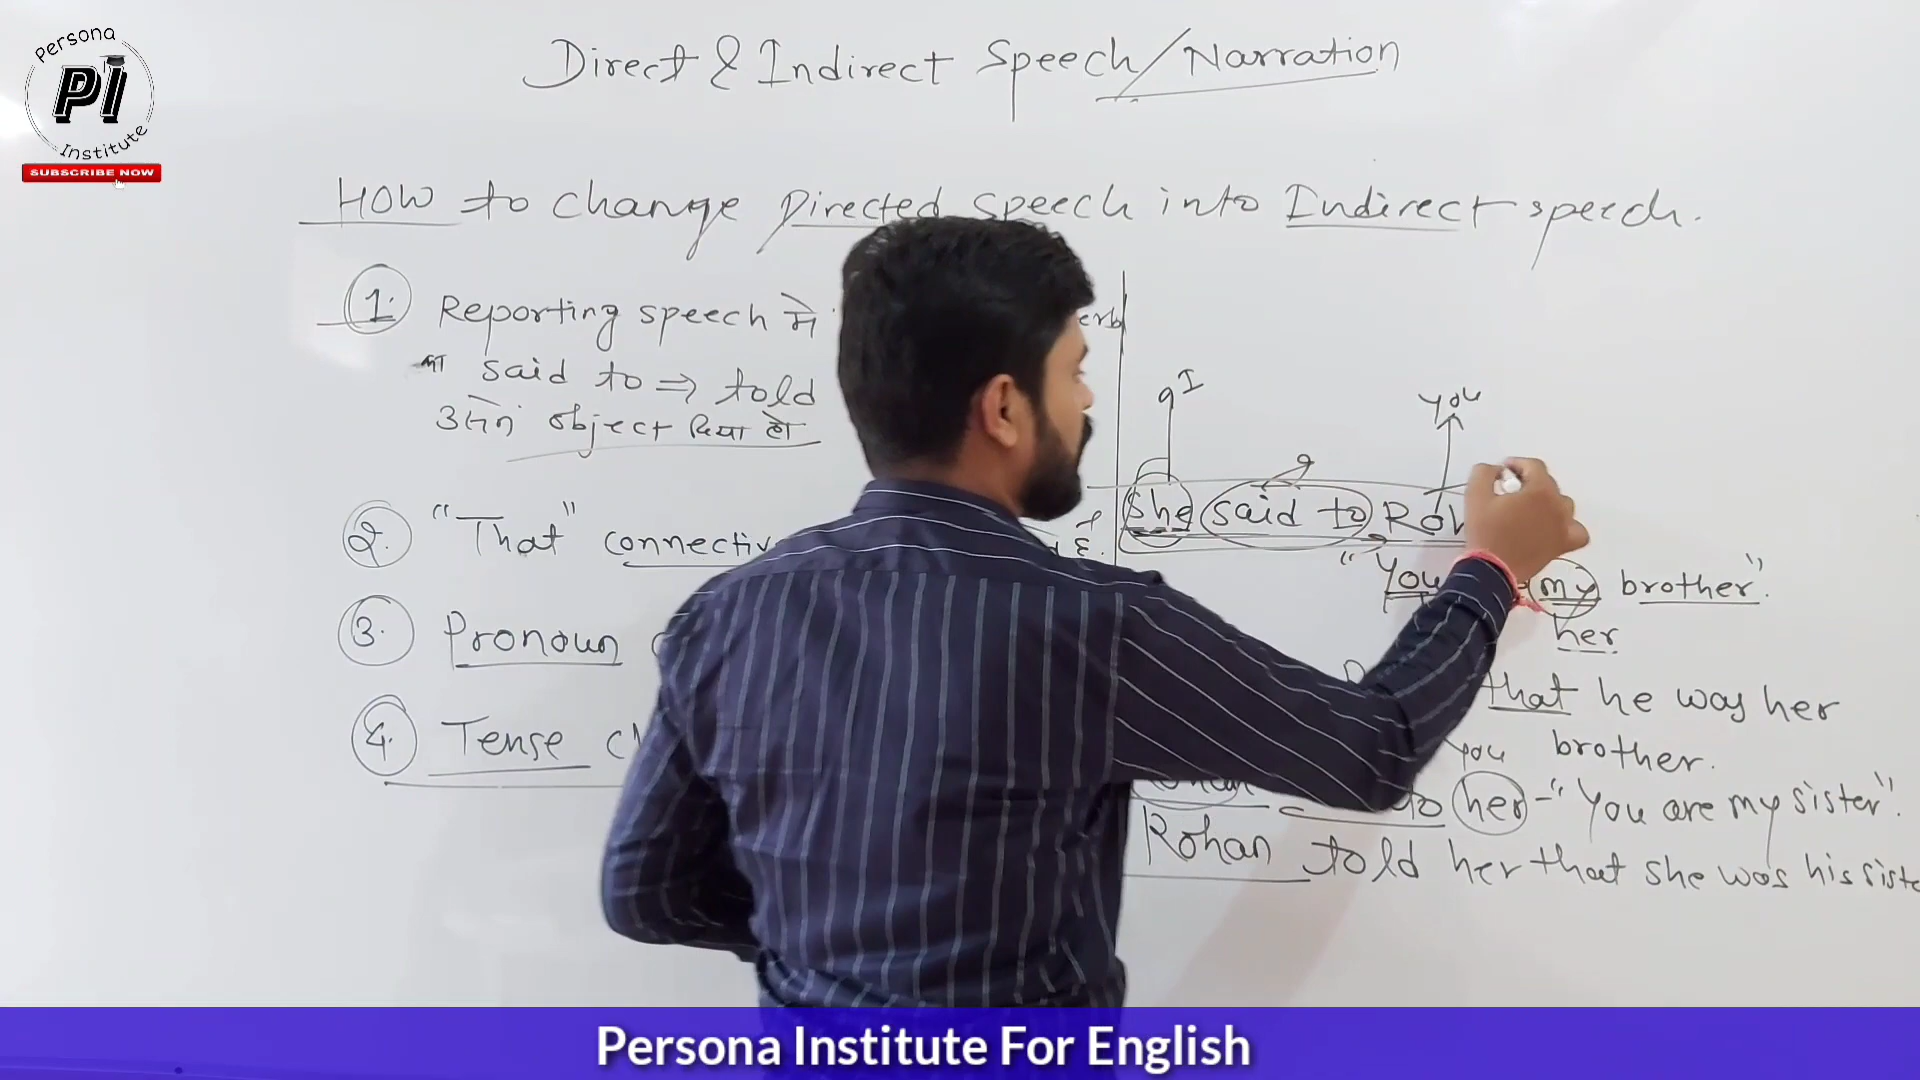 Persona
PI
Institute
SUBSCRIBE NOW
Direct & Indirect Speech/Narration
How to change Directed speech into Indirect speech.
1. Reporting speech में
का said to ⇒ told
object दिया हो
2. "That" connective
3. Pronoun
4. Tense
I
you
She said to
"You my brother".
her
that he was her
you brother.
to her - "You are my sister".
Rohan told her that she was his siste
Persona Institute For English